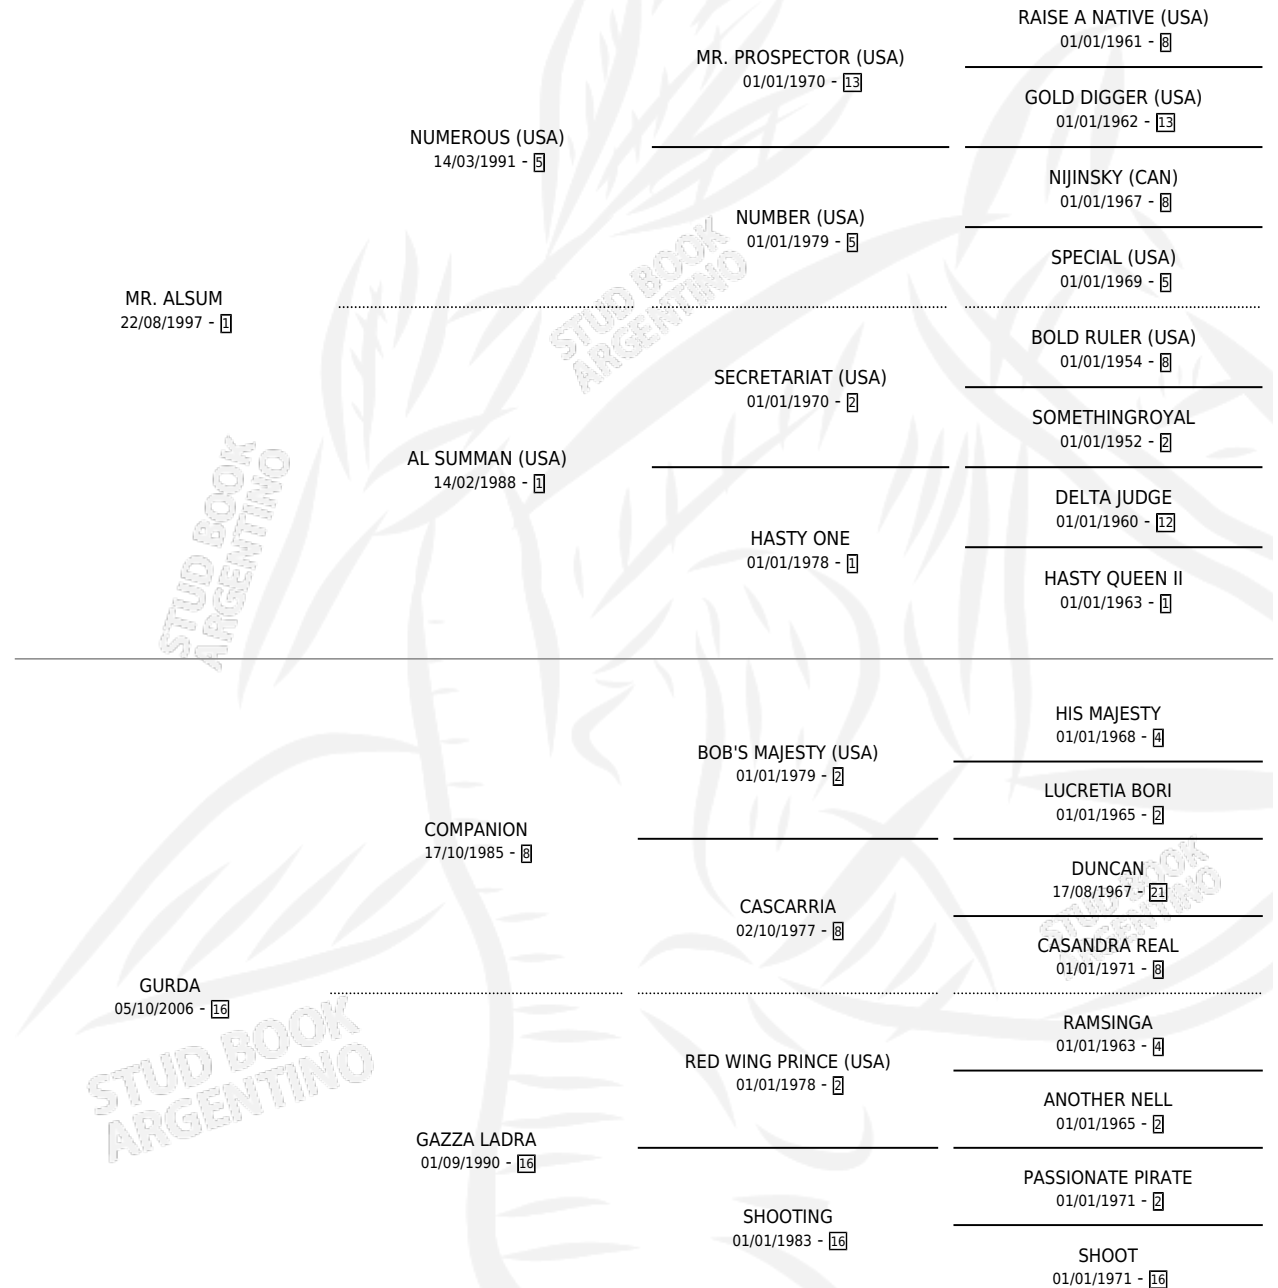 RAISE A NATIVE (USA)
01/01/1961 - 8
MR. PROSPECTOR (USA)
01/01/1970 - 13
GOLD DIGGER (USA)
01/01/1962 - 13
NUMEROUS (USA)
14/03/1991 - 5
NIJINSKY (CAN)
01/01/1967 - 8
NUMBER (USA)
01/01/1979 - 5
SPECIAL (USA)
01/01/1969 - 5
MR. ALSUM
22/08/1997 - 1
BOLD RULER (USA)
01/01/1954 - 8
SECRETARIAT (USA)
01/01/1970 - 2
SOMETHINGROYAL
01/01/1952 - 2
AL SUMMAN (USA)
14/02/1988 - 1
DELTA JUDGE
01/01/1960 - 12
HASTY ONE
01/01/1978 - 1
HASTY QUEEN II
01/01/1963 - 1
HIS MAJESTY
01/01/1968 - 4
BOB'S MAJESTY (USA)
01/01/1979 - 2
LUCRETIA BORI
01/01/1965 - 2
COMPANION
17/10/1985 - 8
DUNCAN
17/08/1967 - 21
CASCARRIA
02/10/1977 - 8
CASANDRA REAL
01/01/1971 - 8
GURDA
05/10/2006 - 16
RAMSINGA
01/01/1963 - 4
RED WING PRINCE (USA)
01/01/1978 - 2
ANOTHER NELL
01/01/1965 - 2
GAZZA LADRA
01/09/1990 - 16
PASSIONATE PIRATE
01/01/1971 - 2
SHOOTING
01/01/1983 - 16
SHOOT
01/01/1971 - 16
STUD BOOK
ARGENTINO
STUD BOOK
ARGENTINO
STUD BOOK
ARGENTINO
STUD BOOK
ARGENTINO